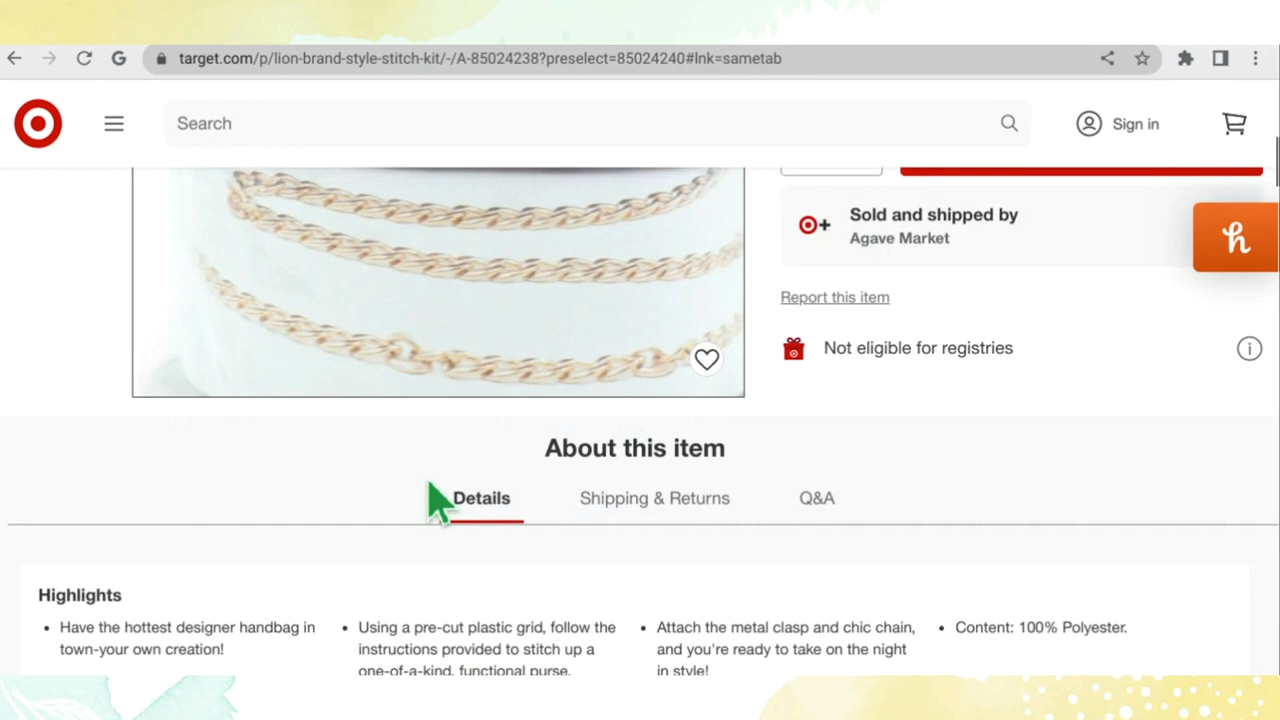 target.com/p/lion-brand-style-stitch-kit/-/A-85024238?preselect=85024240#lnk=sametab
Search
Sign in
Sold and shipped by
Agave Market
Report this item
Not eligible for registries
About this item
Details
Shipping & Returns
Q&A
Highlights
• Have the hottest designer handbag in
town-your own creation!
• Using a pre-cut plastic grid, follow the
instructions provided to stitch up a
one-of-a-kind, functional purse.
• Attach the metal clasp and chic chain,
and you're ready to take on the night
in style!
• Content: 100% Polyester.